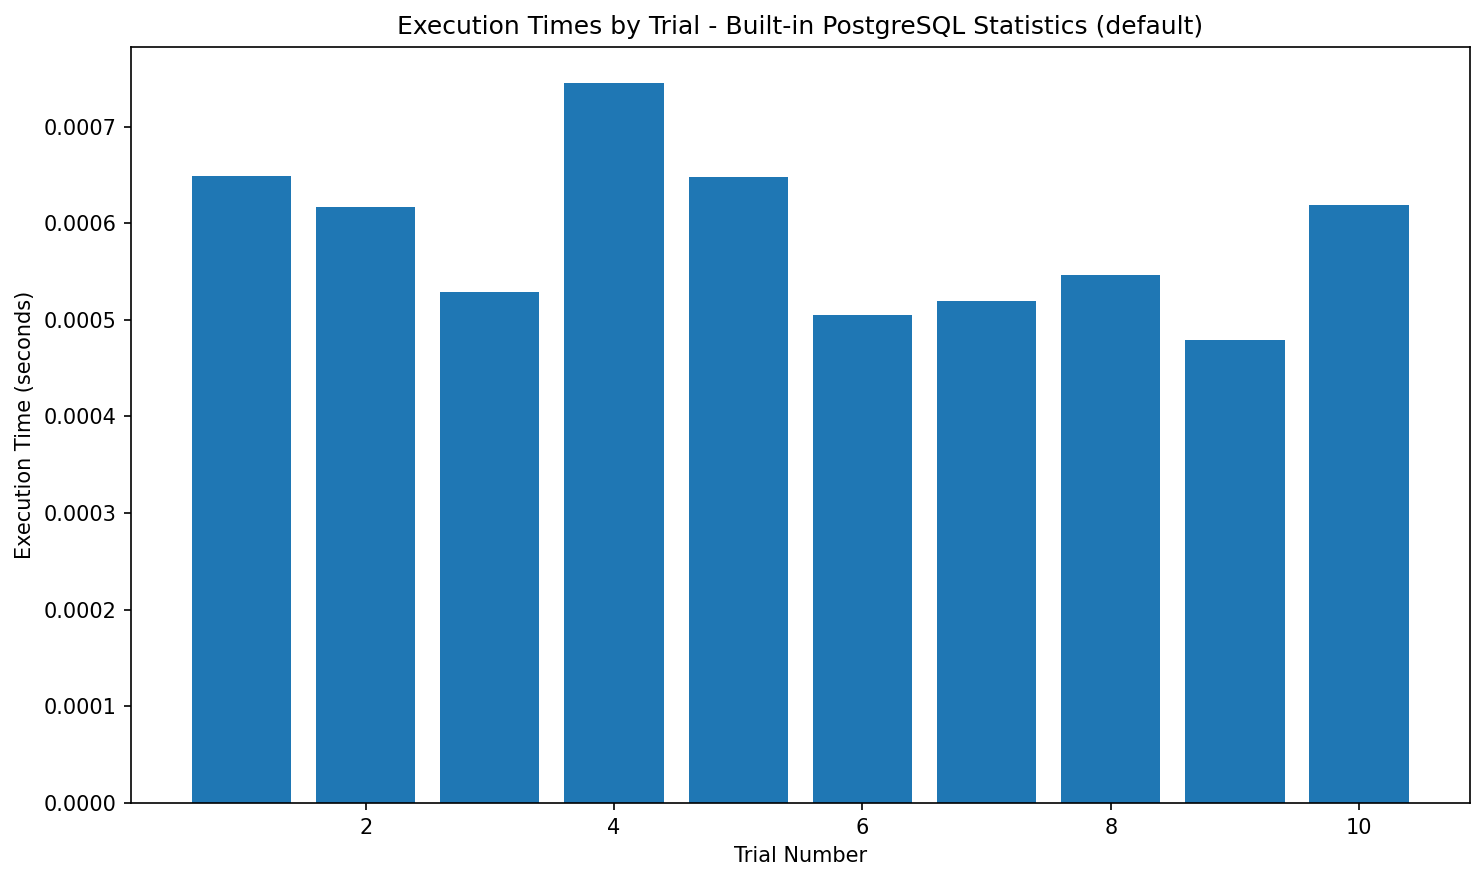 Execution Times by Trial - Built-in PostgreSQL Statistics (default)
Execution Time (seconds)
0.0007
0.0006
0.0005
0.0004
0.0003
0.0002
0.0001
0.0000
2 4 6 8 10
Trial Number